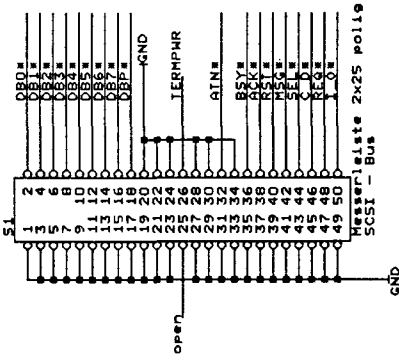 S1
1 2
3 4
5 6
7 8
9 10
11 12
13 14
15 16
17 18
19 20
21 22
23 24
25 26
27 28
29 30
31 32
33 34
35 36
37 38
39 40
41 42
43 44
45 46
47 48
49 50
DB0*
DB1*
DB2*
DB3*
DB4*
DB5*
DB6*
DB7*
DBP*
GND
TERMPWR
ATN*
BSY*
ACK*
RST*
MSG*
SEL*
C_D*
REQ*
I_O*
open
GND
Messerleiste 2x25 polig
SCSI - Bus